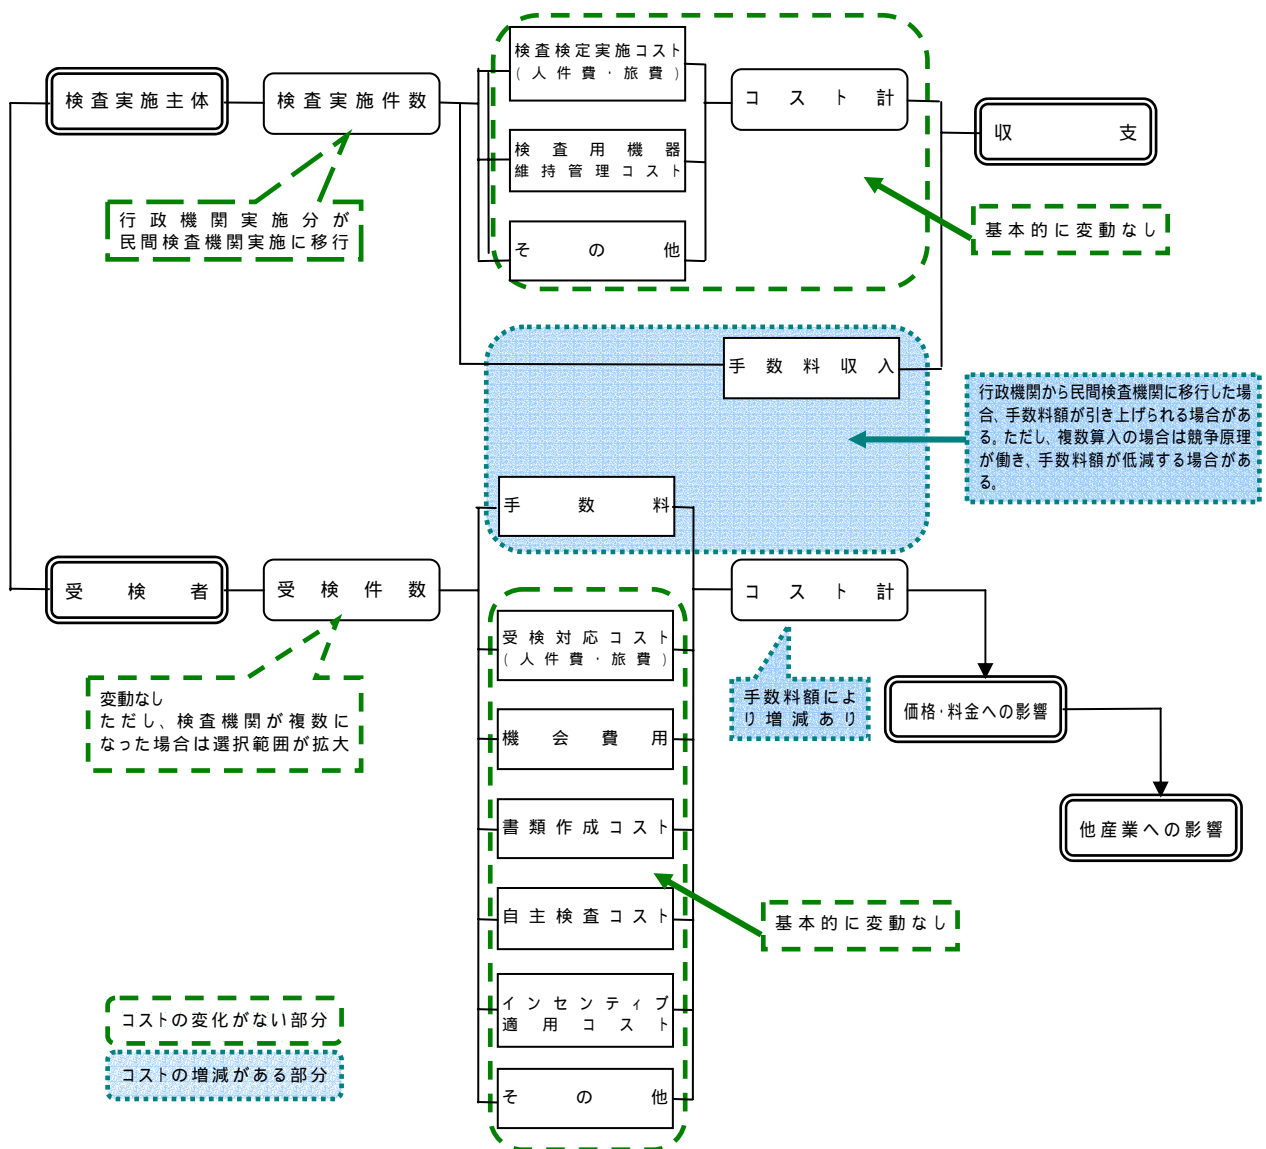 検査実施主体
検査実施件数
検査検定実施コスト
(人件費・旅費)
検査用機器
維持管理コスト
その他
コスト計
収支
行政機関実施分が
民間検査機関実施に移行
基本的に変動なし
手数料収入
行政機関から民間検査機関に移行した場
合、手数料額が引き上げられる場合があ
る。ただし、複数算入の場合は競争原理
が働き、手数料額が低減する場合があ
る。
手数料
受検者
受検件数
コスト計
受検対応コスト
(人件費・旅費)
変動なし
ただし、検査機関が複数に
なった場合は選択範囲が拡大
手数料額によ
り増減あり
価格・料金への影響
機会費用
他産業への影響
書類作成コスト
自主検査コスト
基本的に変動なし
インセンティブ
適用コスト
その他
コストの変化がない部分
コストの増減がある部分